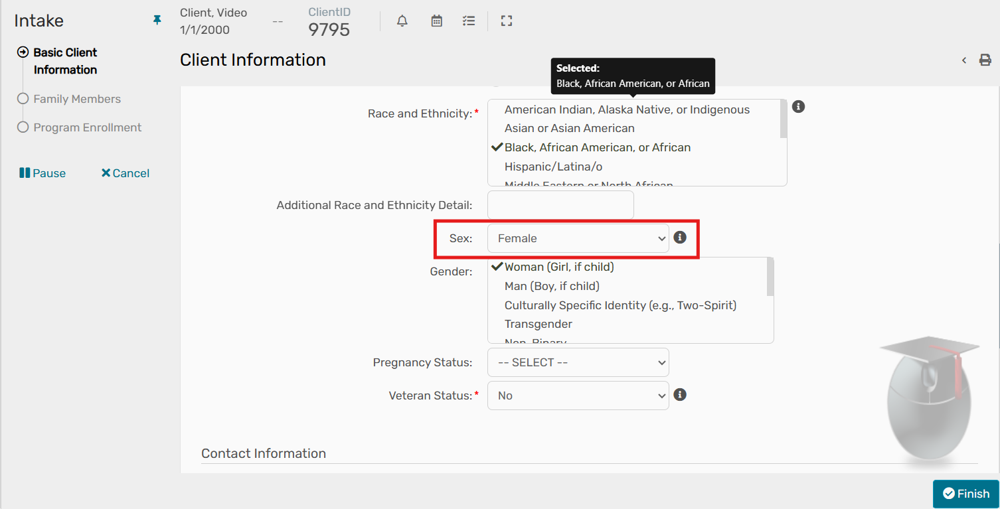 Intake
Client, Video
1/1/2000
--
ClientID
9795
Basic Client
Information
Family Members
Program Enrollment
Pause
Cancel
Client Information
Selected:
Black, African American, or African
Race and Ethnicity:*
American Indian, Alaska Native, or Indigenous
Asian or Asian American
Black, African American, or African
Hispanic/Latina/o
Middle Eastern or North African
Additional Race and Ethnicity Detail:
Sex: Female
Gender:
Woman (Girl, if child)
Man (Boy, if child)
Culturally Specific Identity (e.g., Two-Spirit)
Transgender
Non-Binary
Pregnancy Status: -- SELECT --
Veteran Status:* No
Contact Information
Finish